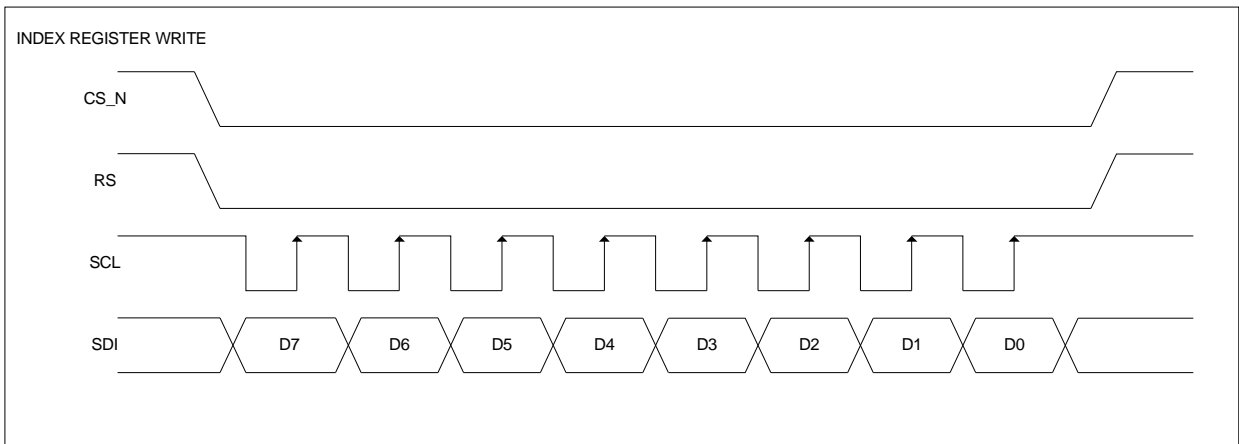 INDEX REGISTER WRITE
CS_N
RS
SCL
SDI D7 D6 D5 D4 D3 D2 D1 D0